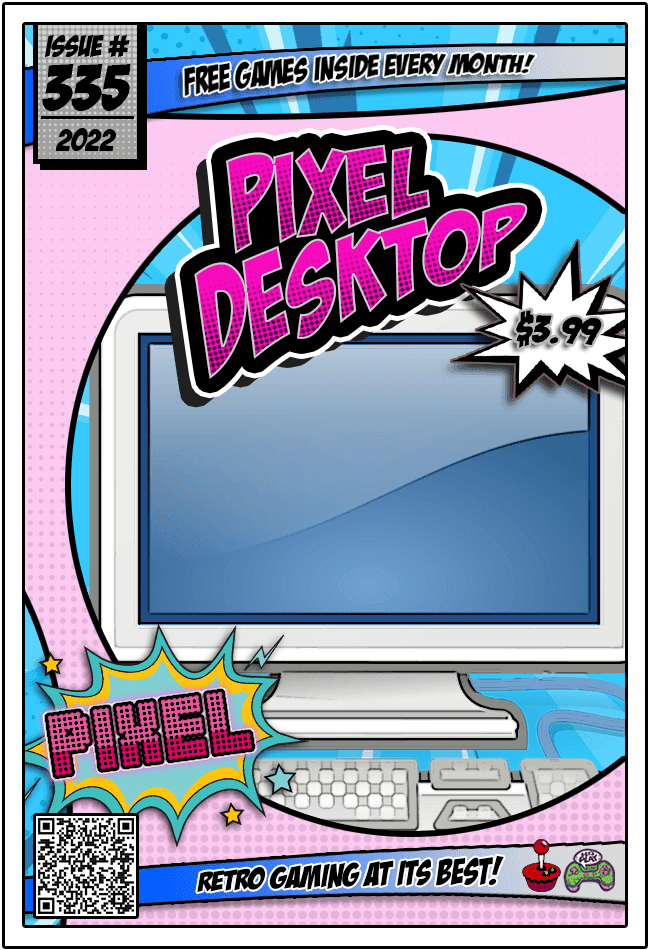 ISSUE #
335
2022
FREE GAMES INSIDE EVERY MONTH!
PIXEL
DESKTOP
$3.99
PIXEL
RETRO GAMING AT ITS BEST!